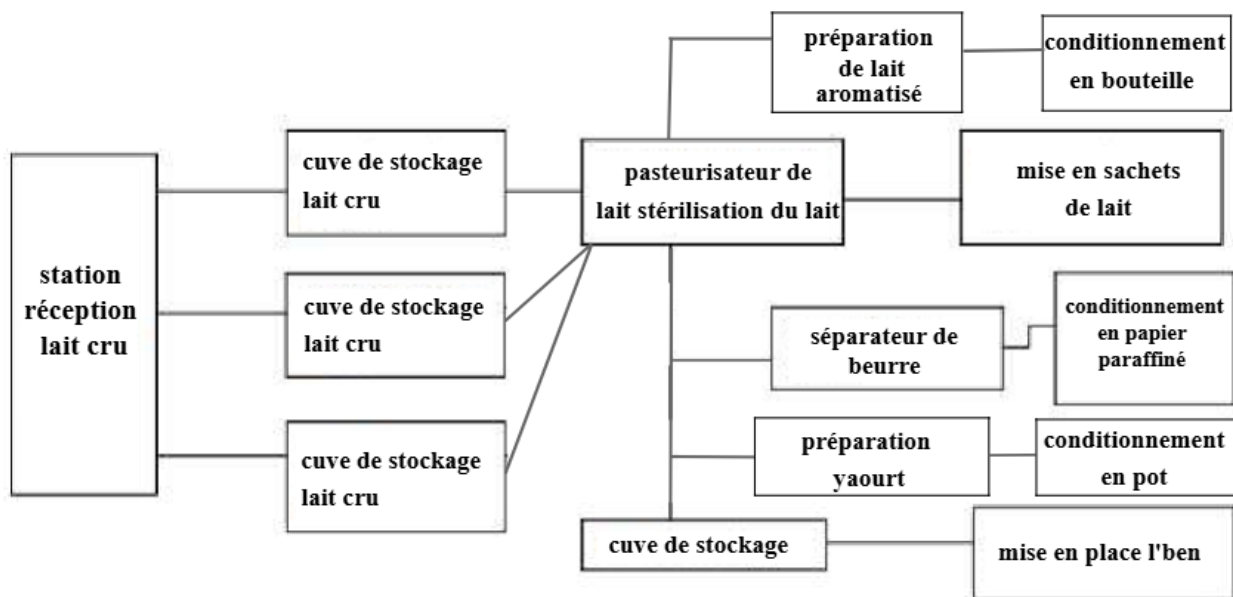 station
réception
lait cru
cuve de stockage
lait cru
cuve de stockage
lait cru
cuve de stockage
lait cru
pasteurisateur de
lait stérilisation du lait
préparation
de lait
aromatisé
conditionnement
en bouteille
mise en sachets
de lait
séparateur de
beurre
conditionnement
en papier
paraffiné
préparation
yaourt
conditionnement
en pot
cuve de stockage
mise en place l'ben